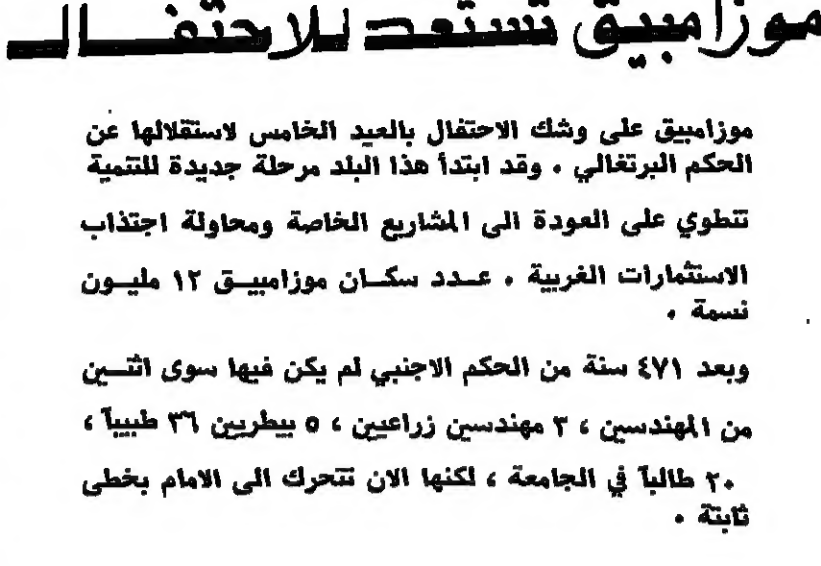 موزامبيق تستعد للاحتفال
موزامبيق على وشك الاحتفال بالعيد الخامس لاستقلالها عن
الحكم البرتغالي . وقد ابتدأ هذا البلد مرحلة جديدة للتنمية
تنطوي على العودة الى المشاريع الخاصة ومحاولة اجتذاب
الاستثمارات الغربية . عدد سكان موزامبيق ١٢ مليون
نسمة .
وبعد ٤٧١ سنة من الحكم الاجنبي لم يكن فيها سوى اثنين
من المهندسين ، ٣ مهندسين زراعيين ، ٥ بيطريين ٣٦ طبيباً ،
٢٠ طالباً في الجامعة ، لكنها الان تتحرك الى الامام بخطى
ثابتة .